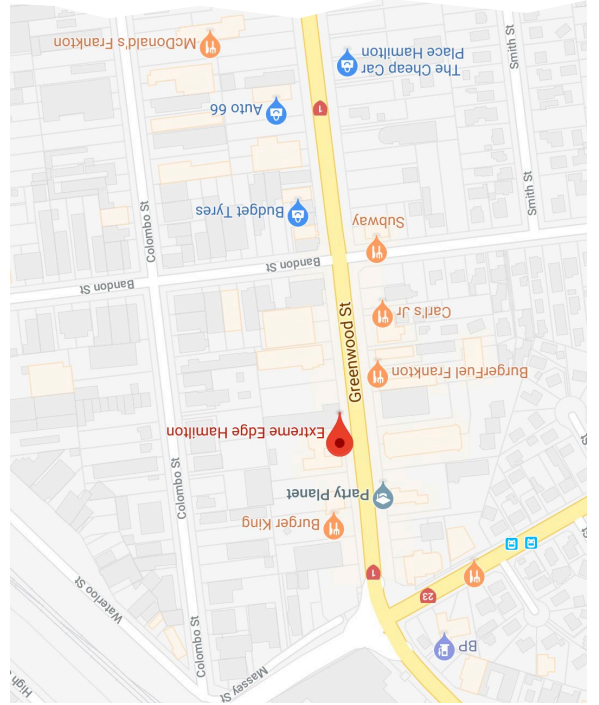 McDonald's Frankton
The Cheap Car
Place Hamilton
Smith St
Auto 66
1
Colombo St
Budget Tyres
Smith St
Subway
Bandon St
Bandon St
Carl's Jr
Greenwood St
BurgerFuel Frankton
Extreme Edge Hamilton
Colombo St
Party Planet
Burger King
1
23
Waterloo St
Colombo St
BP
Massey St
High